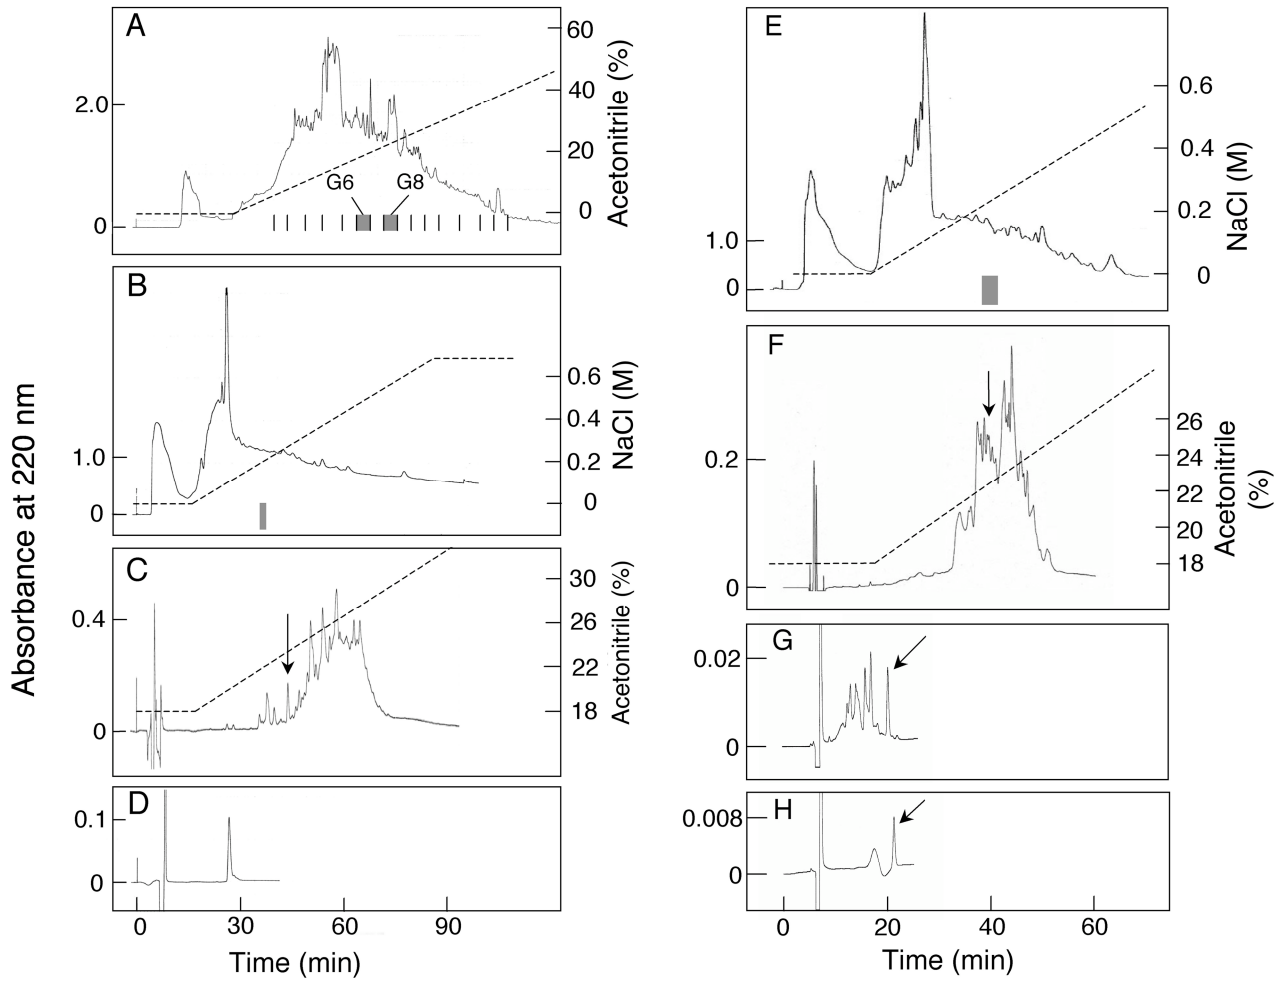 Absorbance at 220 nm
A
2.0
0
G6
G8
60
40
20
0
Acetonitrile (%)
B
1.0
0
0.6
0.4
0.2
0
NaCl (M)
C
0.4
0
30
26
22
18
Acetonitrile (%)
D
0.1
0
0
30
60
90
Time (min)
E
1.0
0
0.6
0.4
0.2
0
NaCl (M)
F
0.2
0
26
24
22
20
18
Acetonitrile
(%)
G
0.02
0
H
0.008
0
0
20
40
60
Time (min)